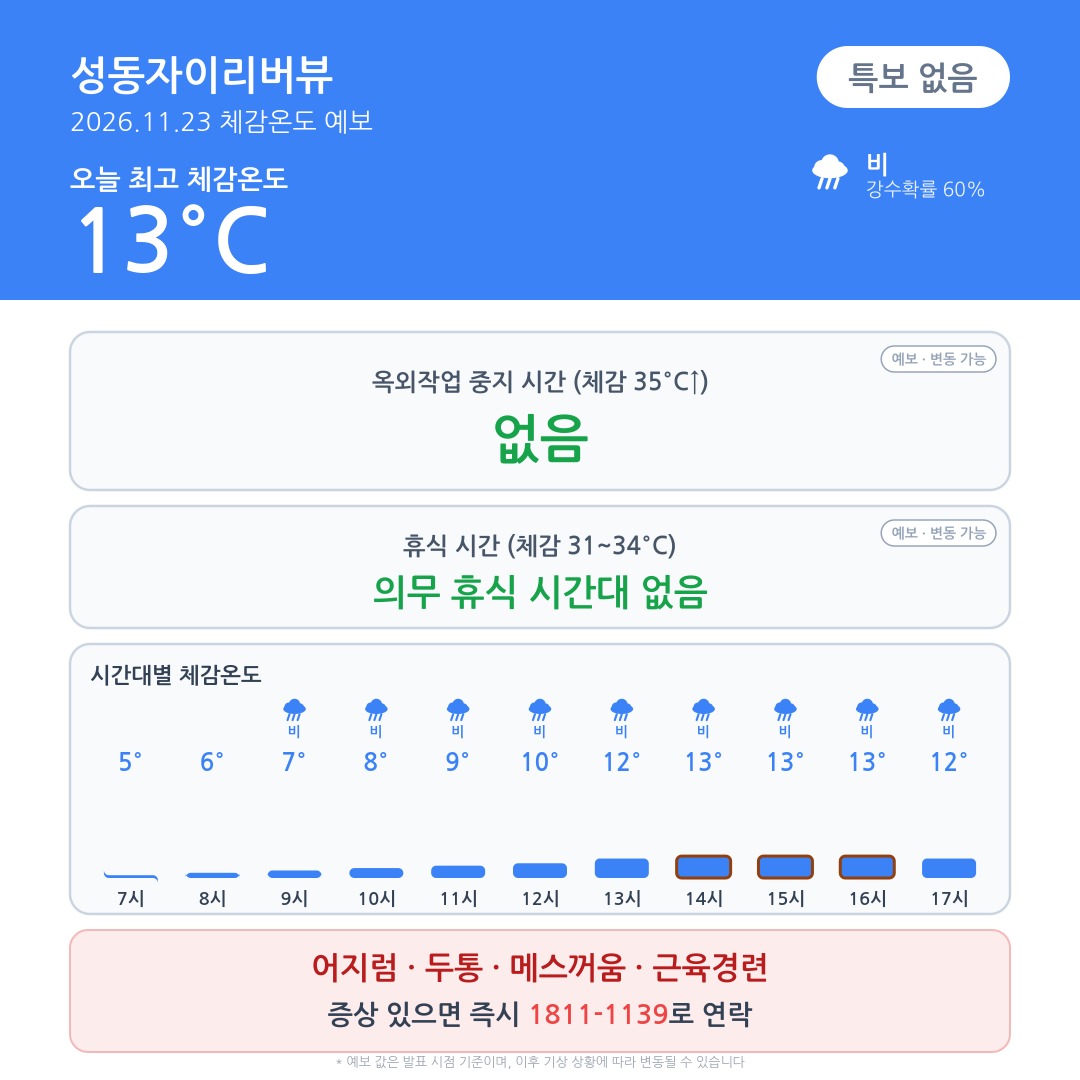 성동자이리버뷰
특보 없음
2026.11.23 체감온도 예보
비
강수확률 60%
오늘 최고 체감온도
13°C
예보 · 변동 가능
옥외작업 중지 시간 (체감 35°C↑)
없음
예보 · 변동 가능
휴식 시간 (체감 31~34°C)
의무 휴식 시간대 없음
시간대별 체감온도
비 비 비 비 비 비 비 비 비
5° 6° 7° 8° 9° 10° 12° 13° 13° 13° 12°
7시 8시 9시 10시 11시 12시 13시 14시 15시 16시 17시
어지럼 · 두통 · 메스꺼움 · 근육경련
증상 있으면 즉시 1811-1139로 연락
* 예보 값은 발표 시점 기준이며, 이후 기상 상황에 따라 변동될 수 있습니다